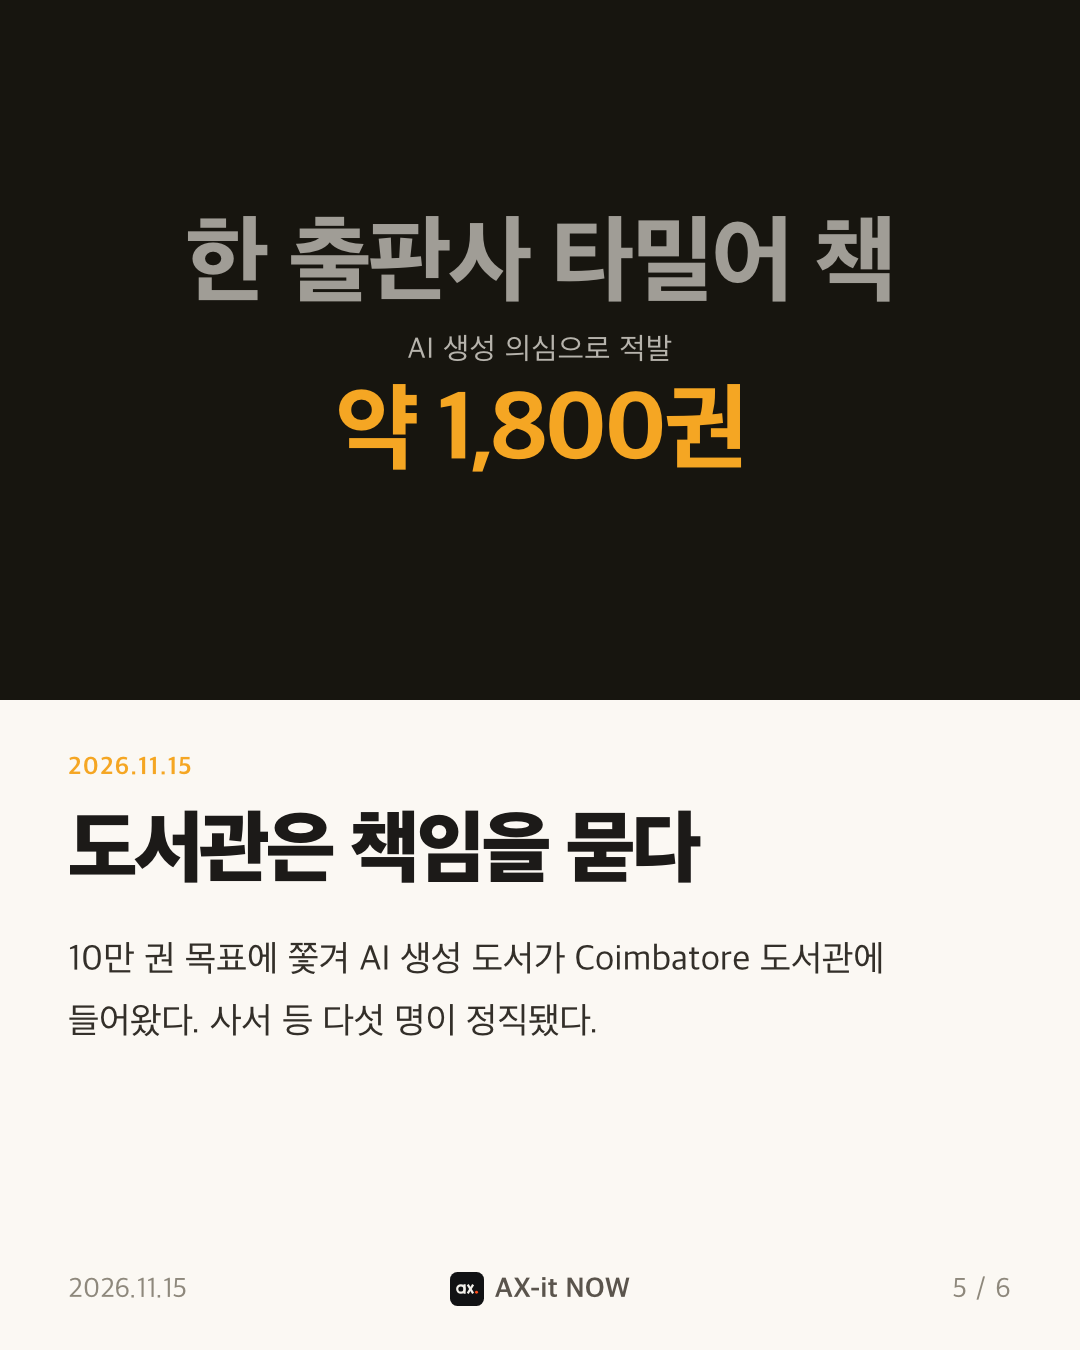 한 출판사 타밀어 책
AI 생성 의심으로 적발
약 1,800권
2026.11.15
도서관은 책임을 묻다
10만 권 목표에 쫓겨 AI 생성 도서가 Coimbatore 도서관에
들어왔다. 사서 등 다섯 명이 정직됐다.
2026.11.15
ax. AX-it NOW
5 / 6